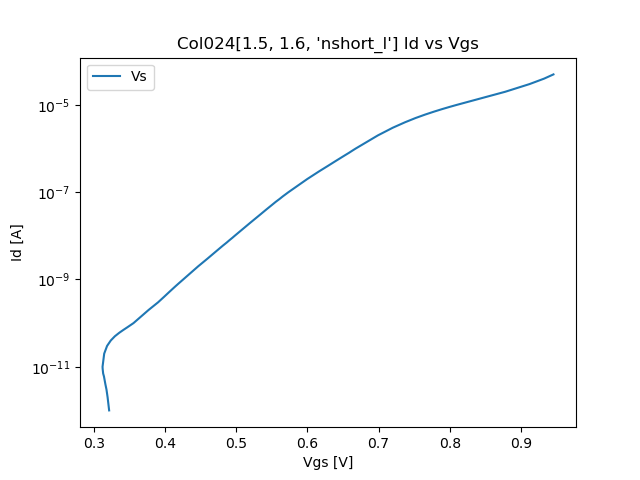 Col024[1.5, 1.6, 'nshort_l'] Id vs Vgs
Vs
10⁻⁵
10⁻⁷
10⁻⁹
10⁻¹¹
Id [A]
0.3 0.4 0.5 0.6 0.7 0.8 0.9
Vgs [V]